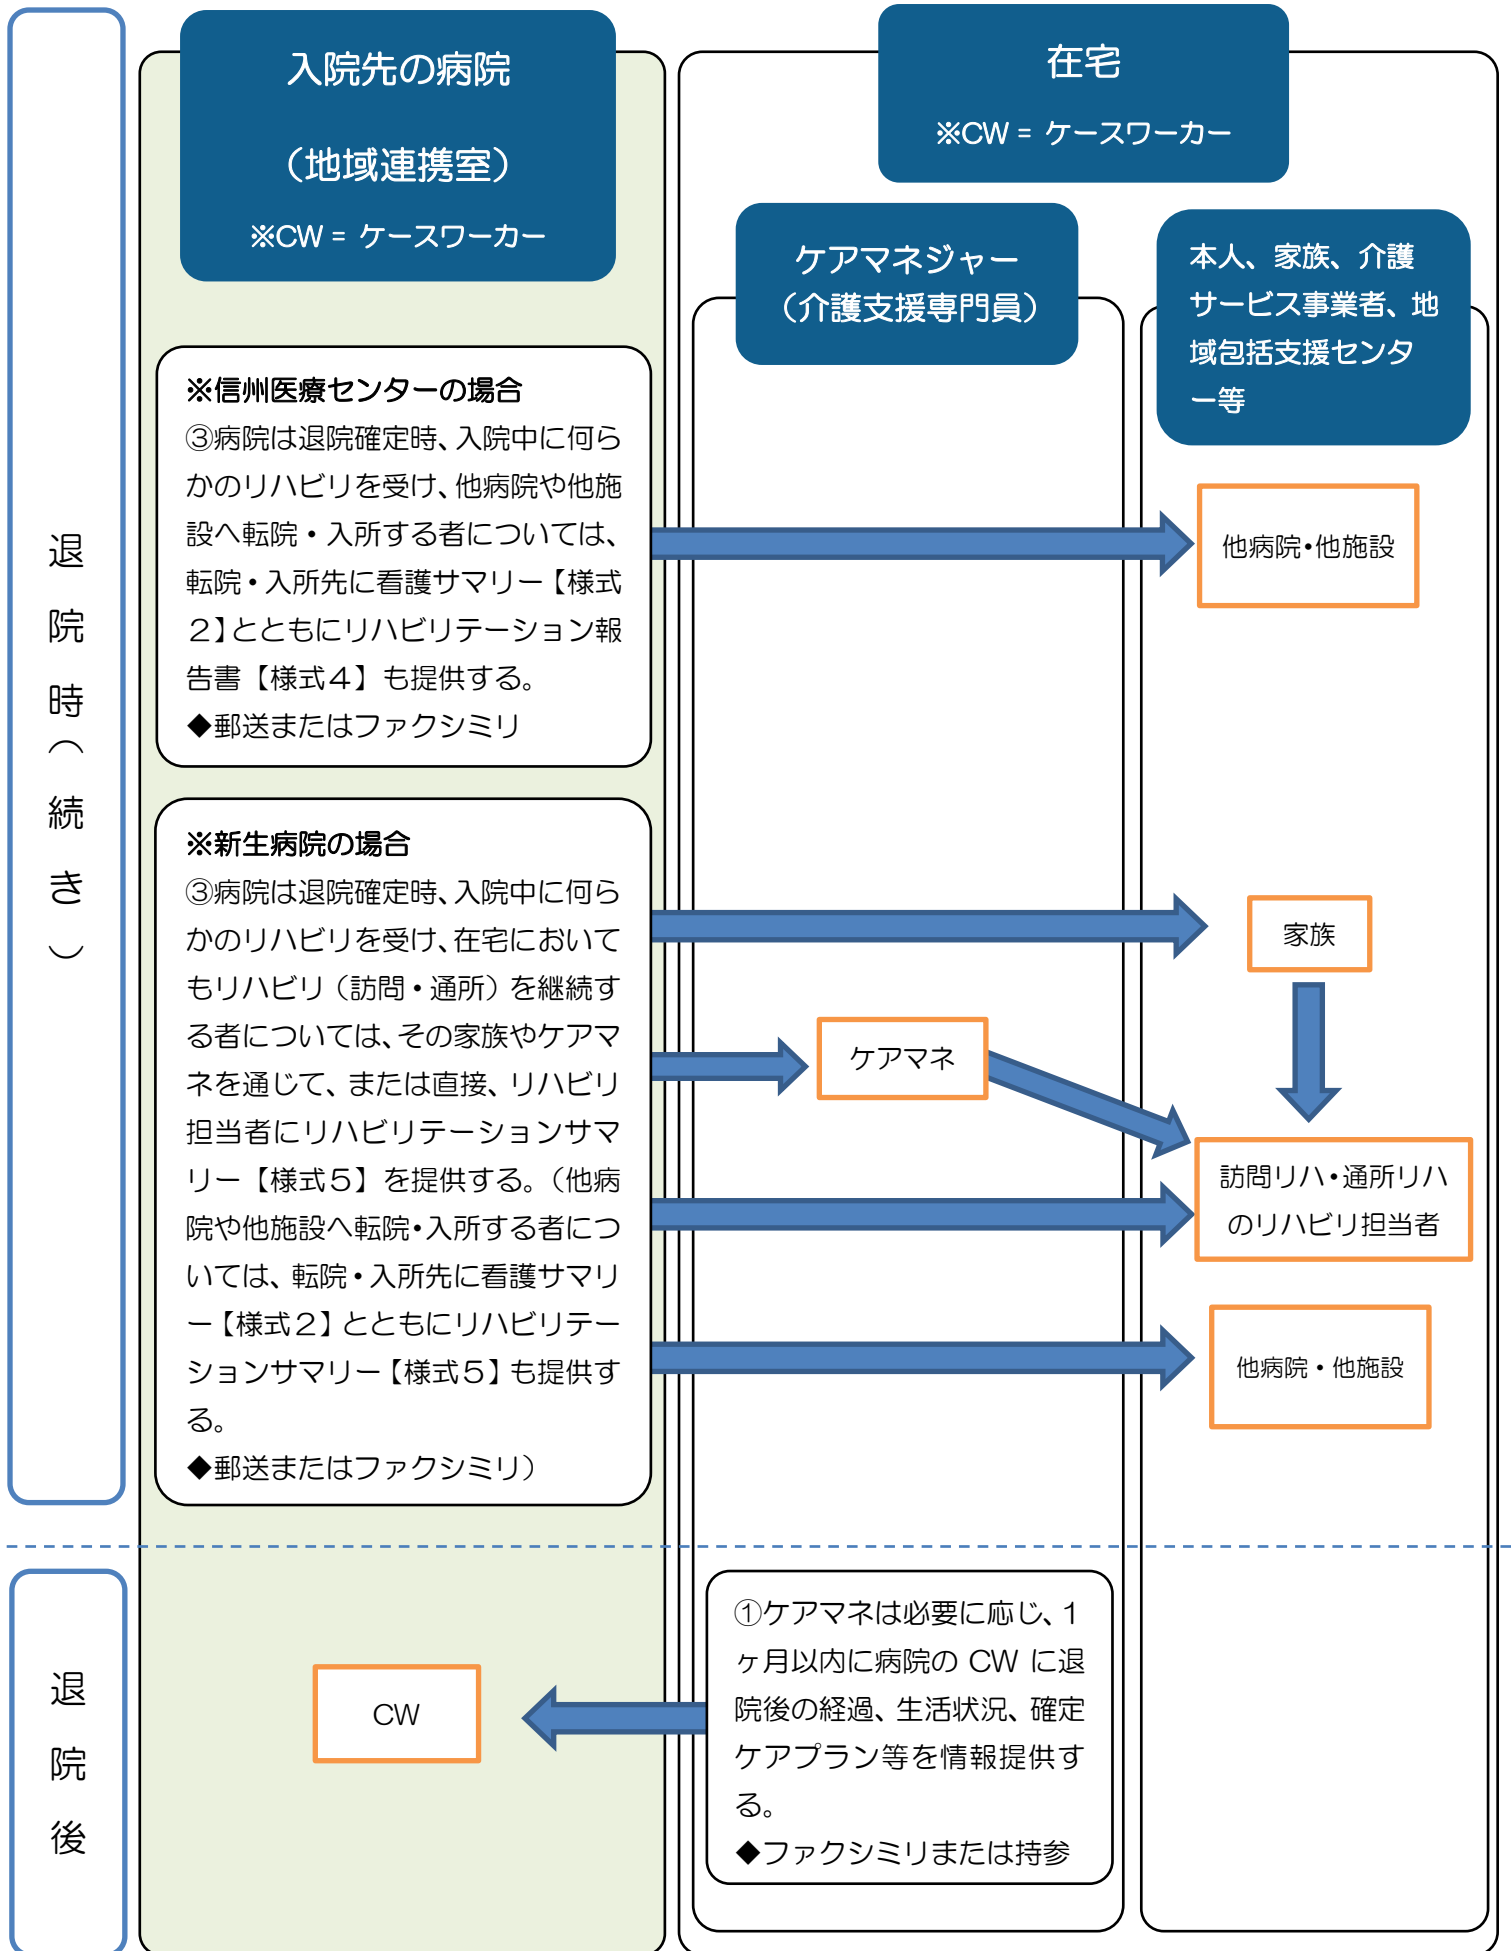 入院先の病院
（地域連携室）
※CW = ケースワーカー
在宅
※CW = ケースワーカー
ケアマネジャー
（介護支援専門員）
本人、家族、介護
サービス事業者、地
域包括支援センタ
ー等
退院時（続き）
※信州医療センターの場合
③病院は退院確定時、入院中に何ら
かのリハビリを受け、他病院や他施
設へ転院・入所する者については、
転院・入所先に看護サマリー【様式
２】とともにリハビリテーション報
告書【様式４】も提供する。
◆郵送またはファクシミリ
他病院・他施設
※新生病院の場合
③病院は退院確定時、入院中に何ら
かのリハビリを受け、在宅において
もリハビリ（訪問・通所）を継続す
る者については、その家族やケアマ
ネを通じて、または直接、リハビリ
担当者にリハビリテーションサマ
リー【様式５】を提供する。（他病
院や他施設へ転院・入所する者につ
いては、転院・入所先に看護サマリ
ー【様式２】とともにリハビリテー
ションサマリー【様式５】も提供す
る。
◆郵送またはファクシミリ）
家族
ケアマネ
訪問リハ・通所リハ
のリハビリ担当者
他病院・他施設
退院後
CW
①ケアマネは必要に応じ、１
ヶ月以内に病院の CW に退
院後の経過、生活状況、確定
ケアプラン等を情報提供す
る。
◆ファクシミリまたは持参